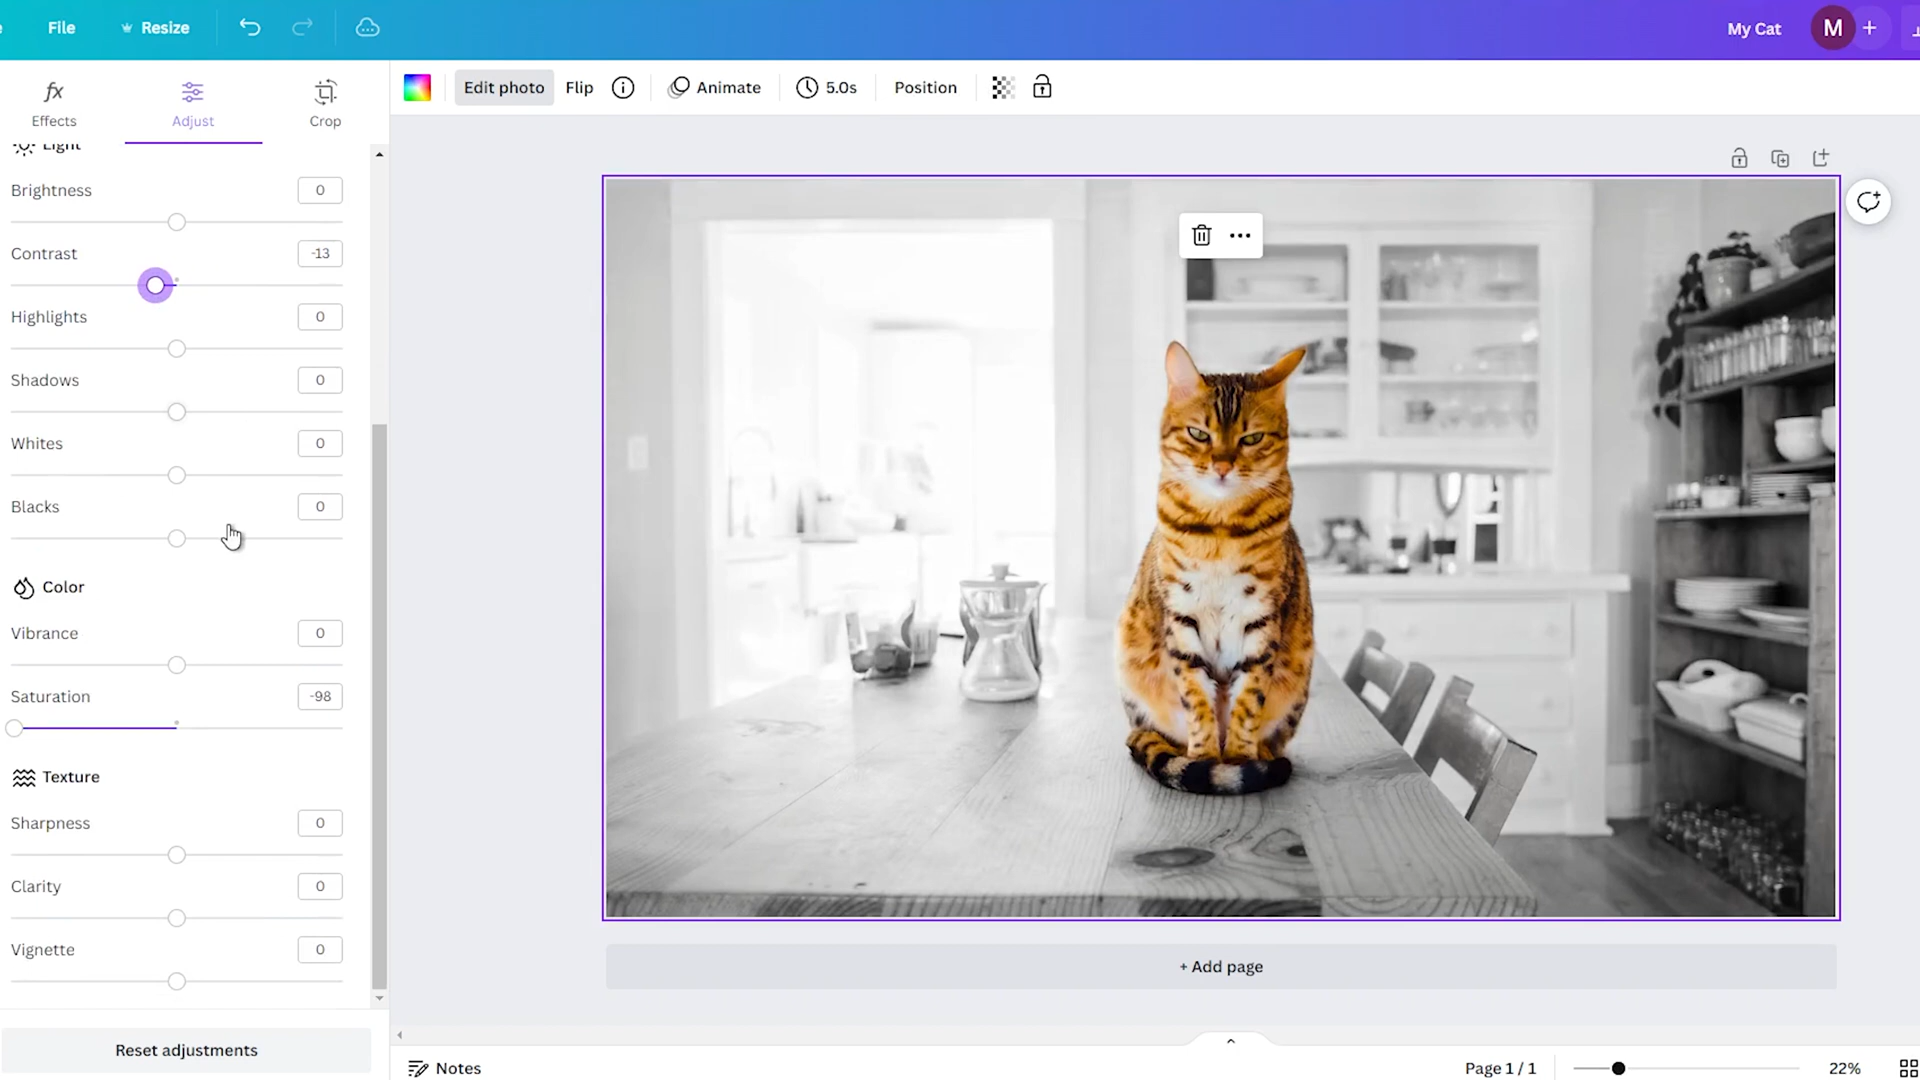 File
Resize
My Cat
M
Effects
Adjust
Crop
Edit photo
Flip
Animate
5.0s
Position
Light
Brightness 0
Contrast -13
Highlights 0
Shadows 0
Whites 0
Blacks 0
Color
Vibrance 0
Saturation -98
Texture
Sharpness 0
Clarity 0
Vignette 0
Reset adjustments
+ Add page
Notes
Page 1 / 1
22%